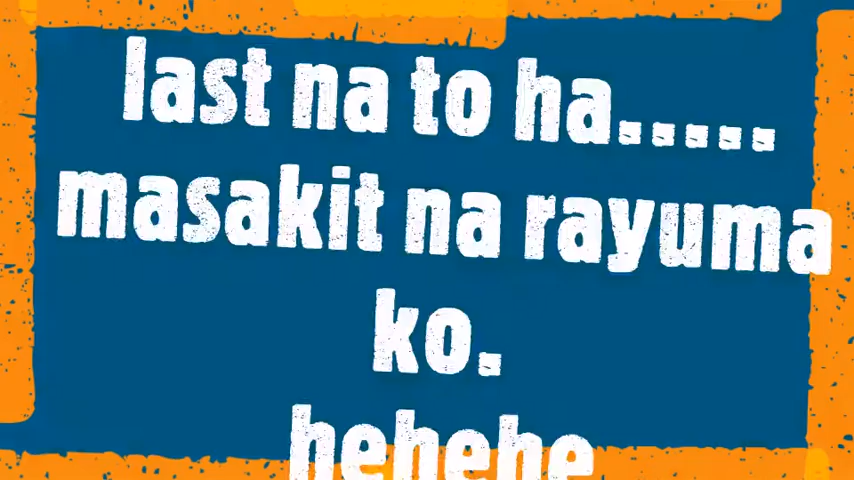 last na to ha.....
masakit na rayuma
ko.
hehehe